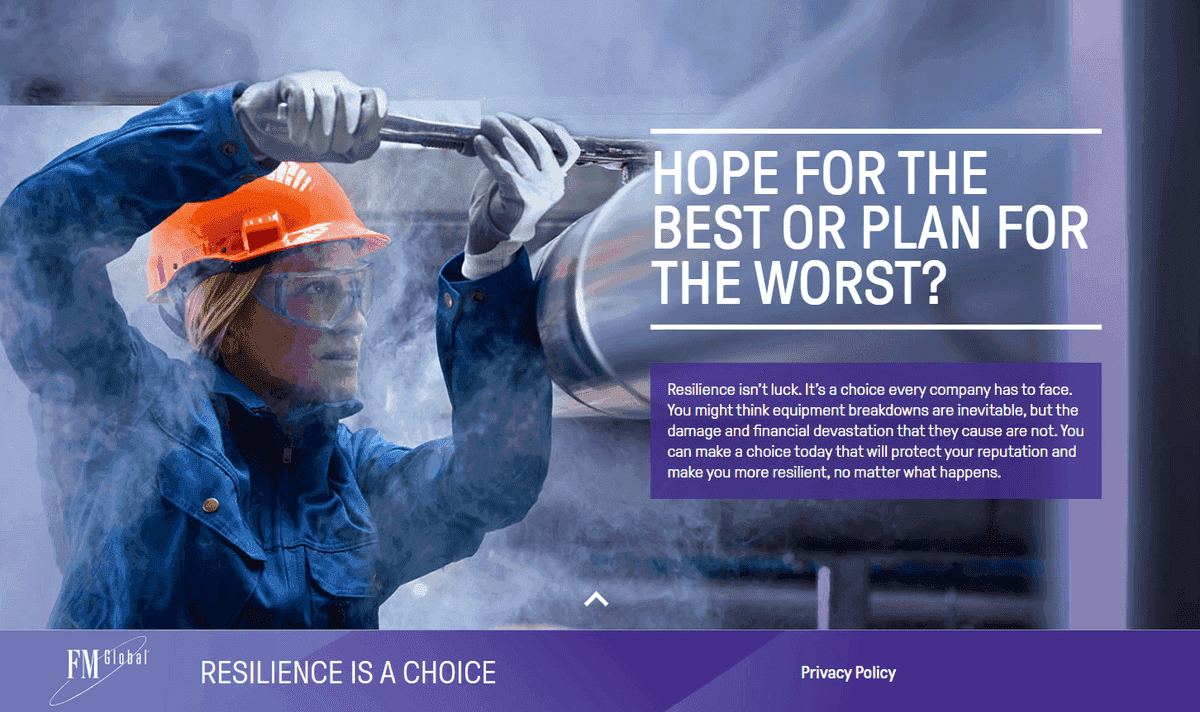 HOPE FOR THE
BEST OR PLAN FOR
THE WORST?
Resilience isn't luck. It's a choice every company has to face.
You might think equipment breakdowns are inevitable, but the
damage and financial devastation that they cause are not. You
can make a choice today that will protect your reputation and
make you more resilient, no matter what happens.
FM Global
RESILIENCE IS A CHOICE
Privacy Policy